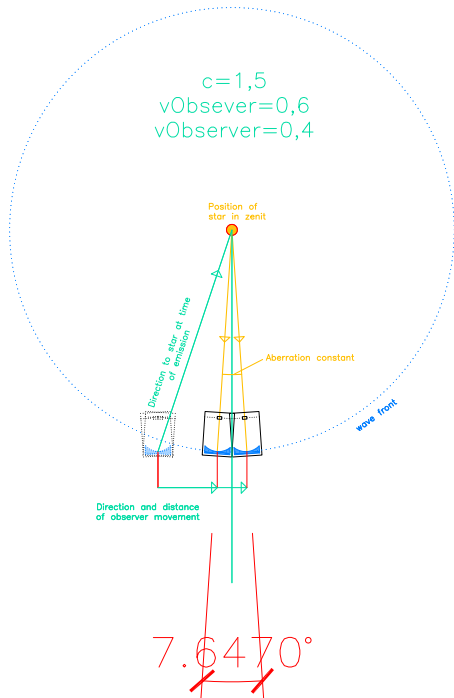 c=1,5
vObsever=0,6
vObserver=0,4
Position of
star in zenit
Direction to star at time
of emission
Aberration constant
wave front
Direction and distance
of observer movement
7.6470°